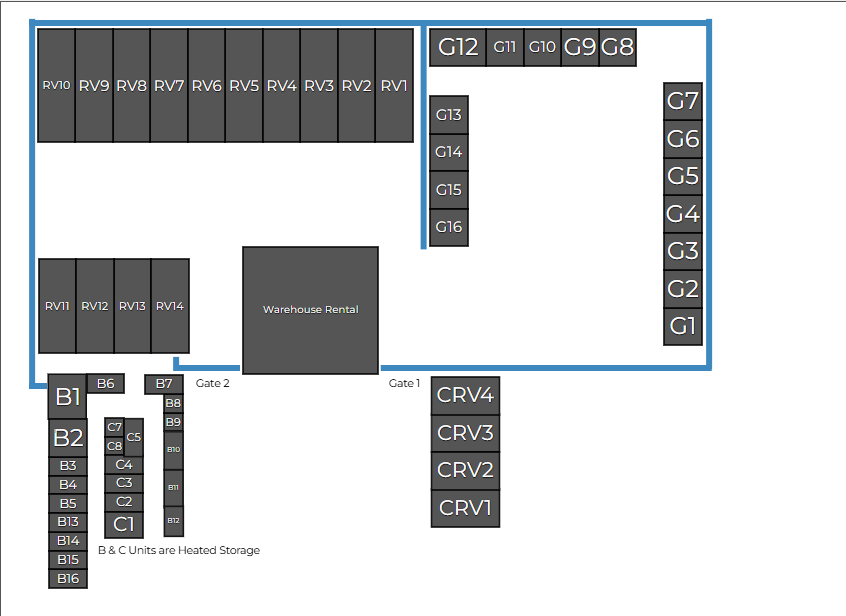 G12 G11 G10 G9 G8
RV10 RV9 RV8 RV7 RV6 RV5 RV4 RV3 RV2 RV1
G13
G14
G15
G16
G7
G6
G5
G4
G3
G2
G1
RV11 RV12 RV13 RV14
Warehouse Rental
Gate 2
Gate 1
B1
B6
B7
B2
B3
B4
B5
B13
B14
B15
B16
C7
C8
C5
C4
C3
C2
C1
B8
B9
B10
B11
B12
CRV4
CRV3
CRV2
CRV1
B & C Units are Heated Storage